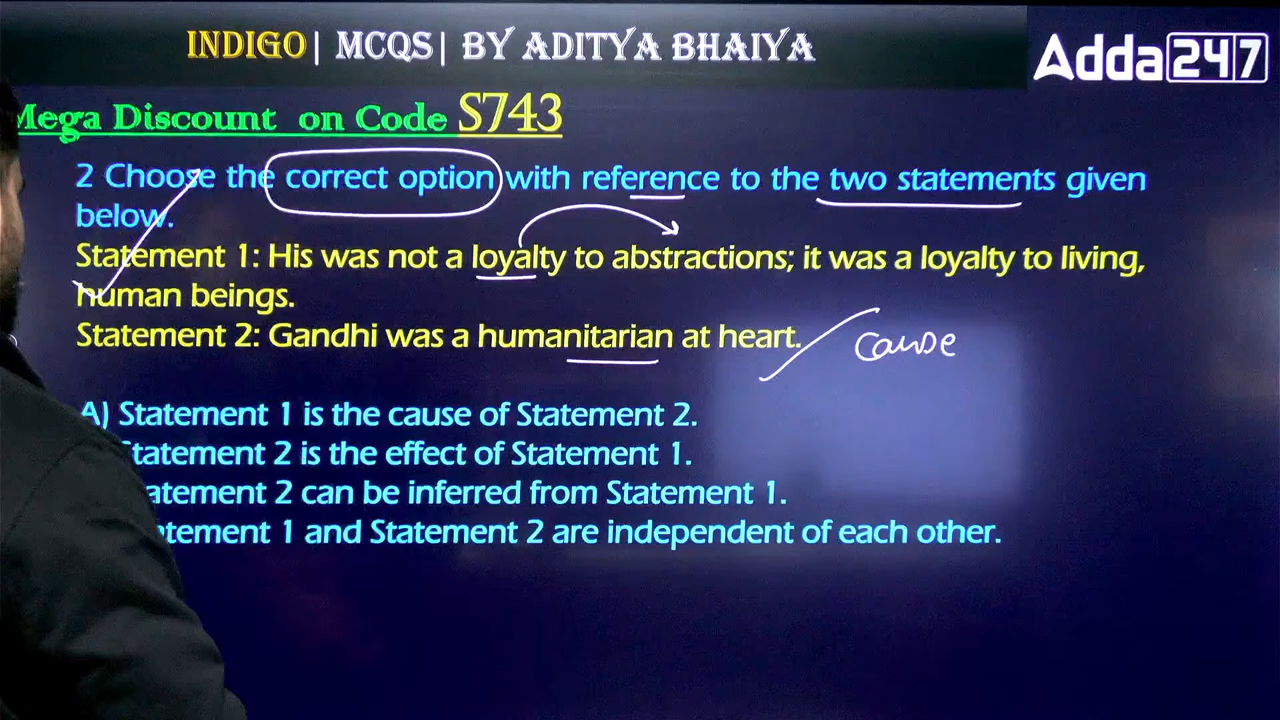 INDIGO| MCQS| BY ADITYA BHAIYA
Adda247
Mega Discount on Code S743
2 Choose the correct option with reference to the two statements given
below.
Statement 1: His was not a loyalty to abstractions; it was a loyalty to living,
human beings.
Statement 2: Gandhi was a humanitarian at heart.
cause
A) Statement 1 is the cause of Statement 2.
Statement 2 is the effect of Statement 1.
Statement 2 can be inferred from Statement 1.
Statement 1 and Statement 2 are independent of each other.